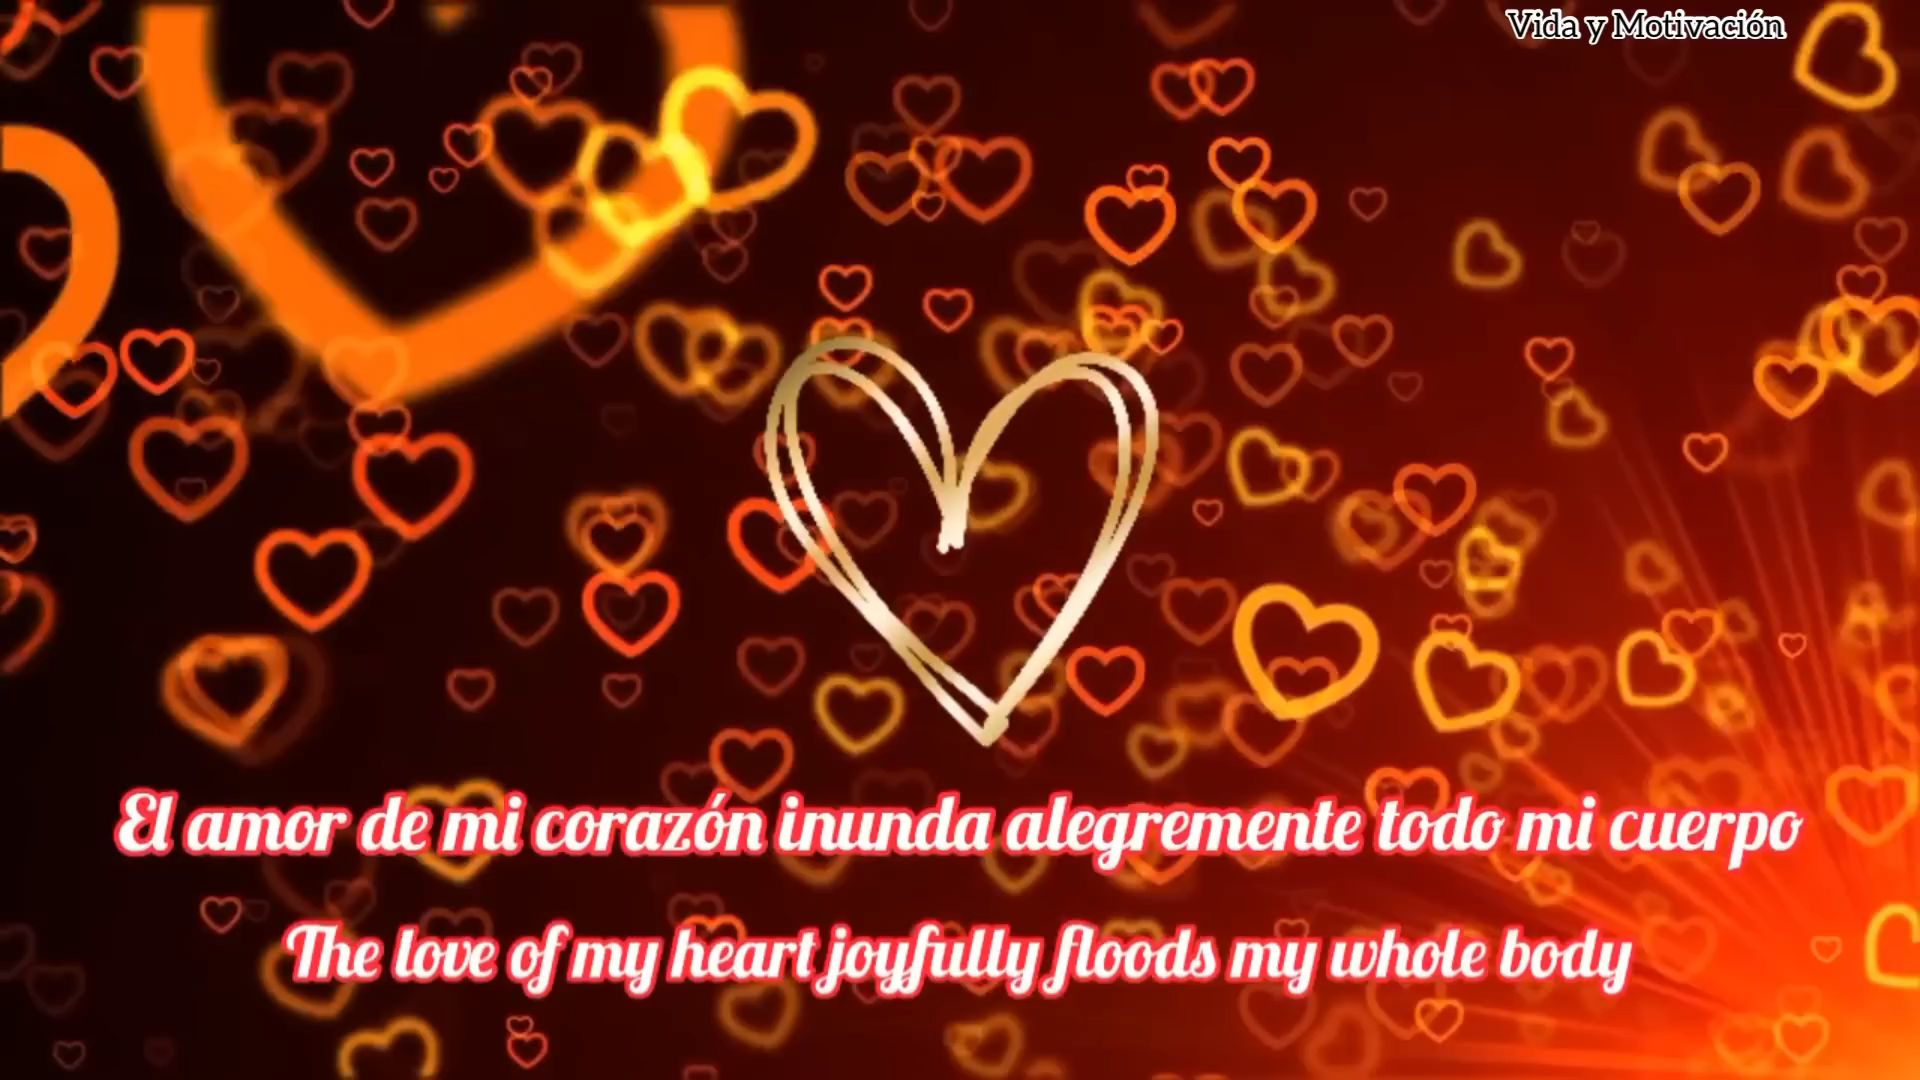 Vida y Motivación
El amor de mi corazón inunda alegremente todo mi cuerpo
The love of my heart joyfully floods my whole body